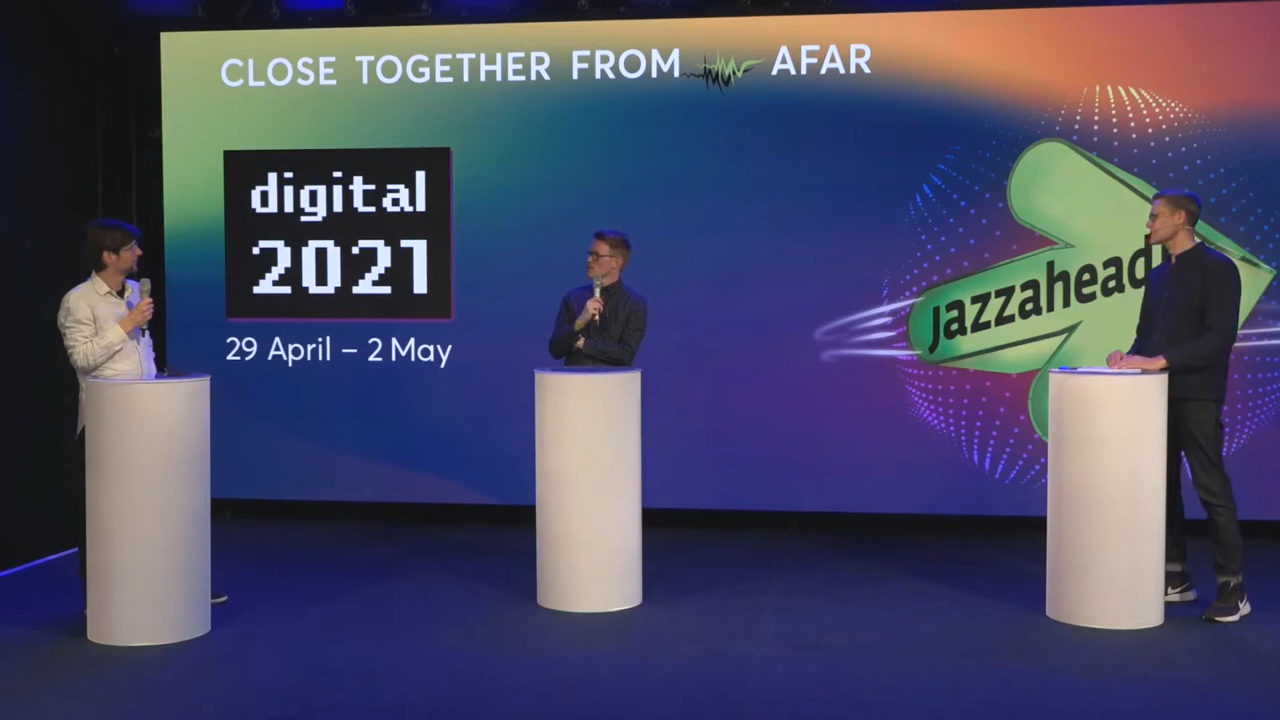 CLOSE TOGETHER FROM AFAR
digital
2021
29 April – 2 May
jazzahead